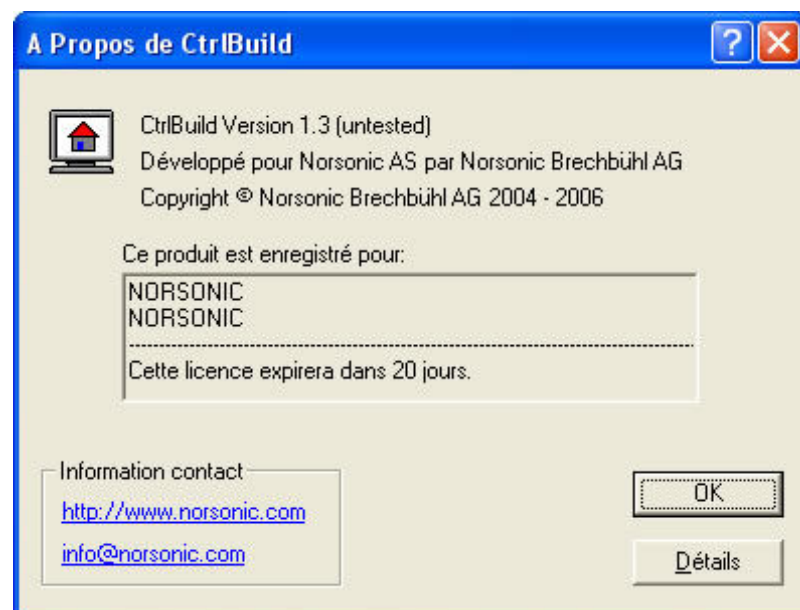 A Propos de CtrlBuild
CtrlBuild Version 1.3 (untested)
Développé pour Norsonic AS par Norsonic Brechbühl AG
Copyright © Norsonic Brechbühl AG 2004 - 2006
Ce produit est enregistré pour:
NORSONIC
NORSONIC
Cette licence expirera dans 20 jours.
Information contact
http://www.norsonic.com
info@norsonic.com
OK
Détails